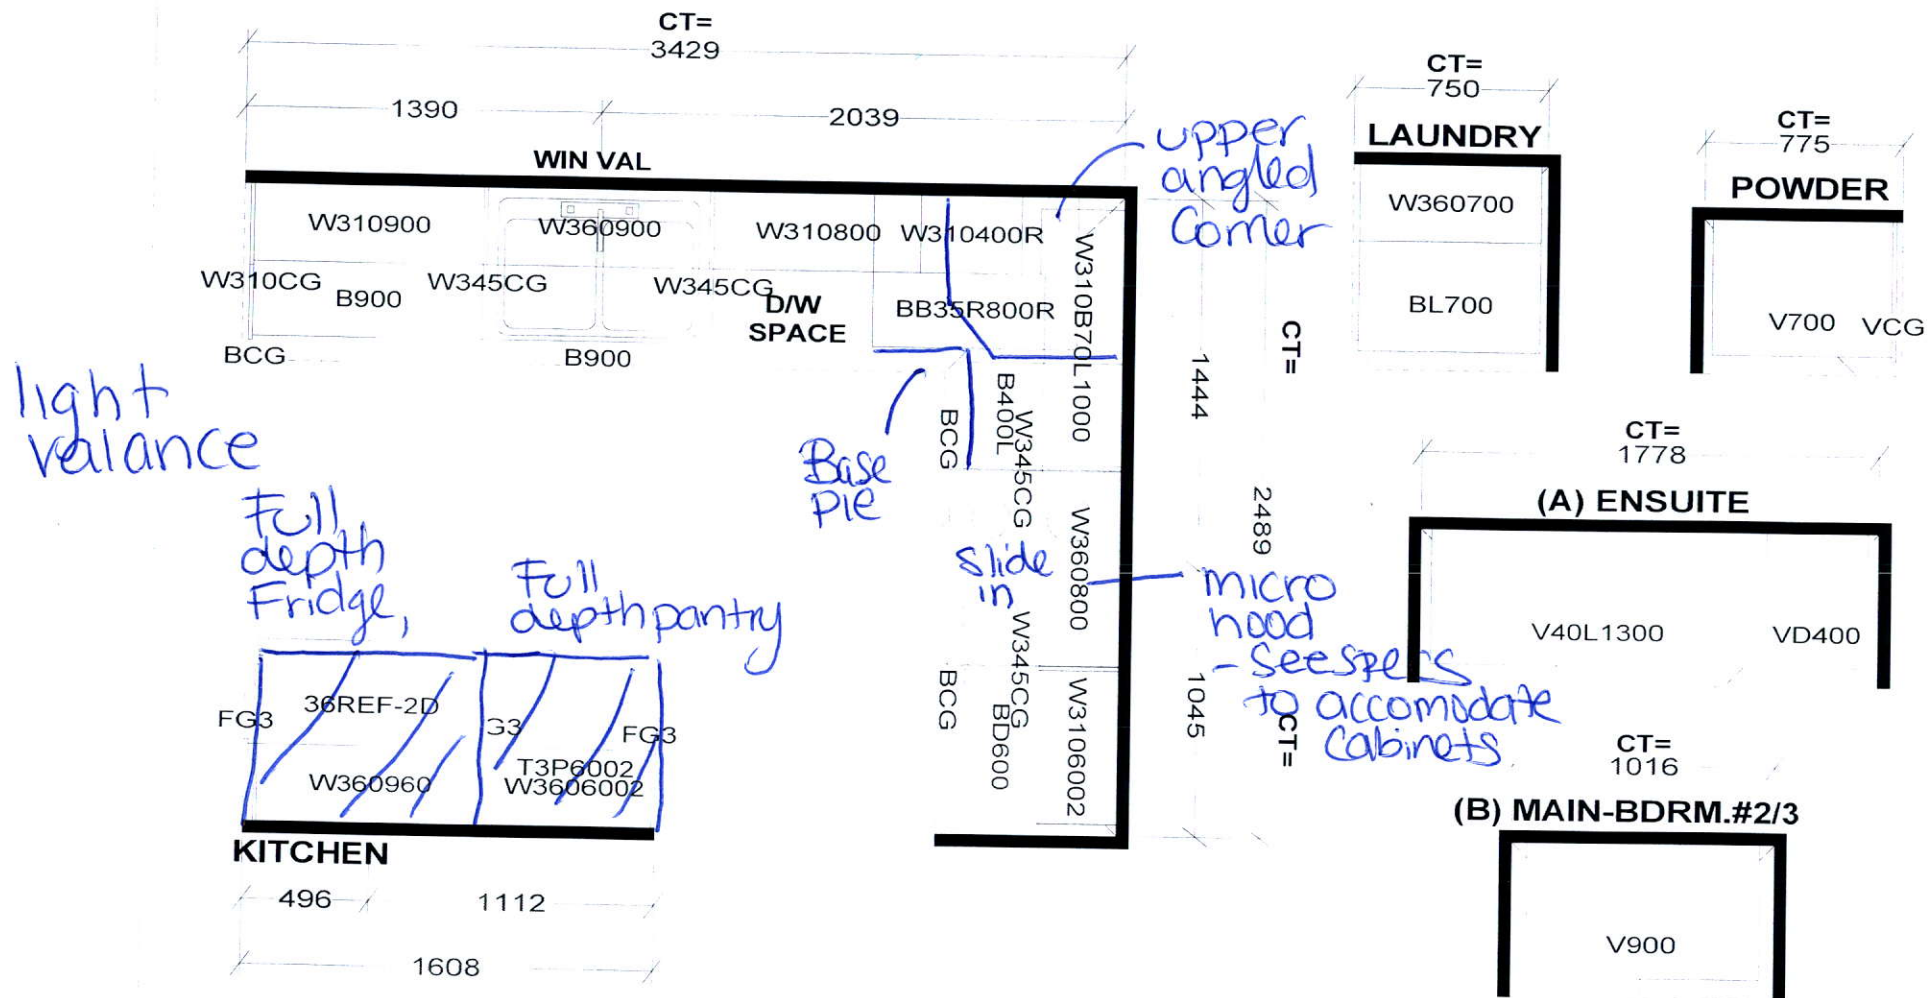 CT=
3429
1390
2039
WIN VAL
W310900
W360900
W310800
W310400R
W310CG
B900
W345CG
W345CG
D/W
SPACE
BB35R800R
BCG
B900
W310B70L1000
upper
angled
Corner
light
valance
Base
pie
BCG
B400L
W345CG
1444
CT=
2489
Full
depth
Fridge,
Full
depth pantry
slide
in
W360800
micro
hood
- see specs
to accomodate
cabinets
W345CG
BCG
BD600
W3106002
1045
CT=
FG3
36REF-2D
G3
FG3
T3P6002
W360960
W3606002
KITCHEN
496
1112
1608
CT=
750
LAUNDRY
W360700
BL700
CT=
775
POWDER
V700
VCG
CT=
1778
(A) ENSUITE
V40L1300
VD400
CT=
1016
(B) MAIN-BDRM.#2/3
V900